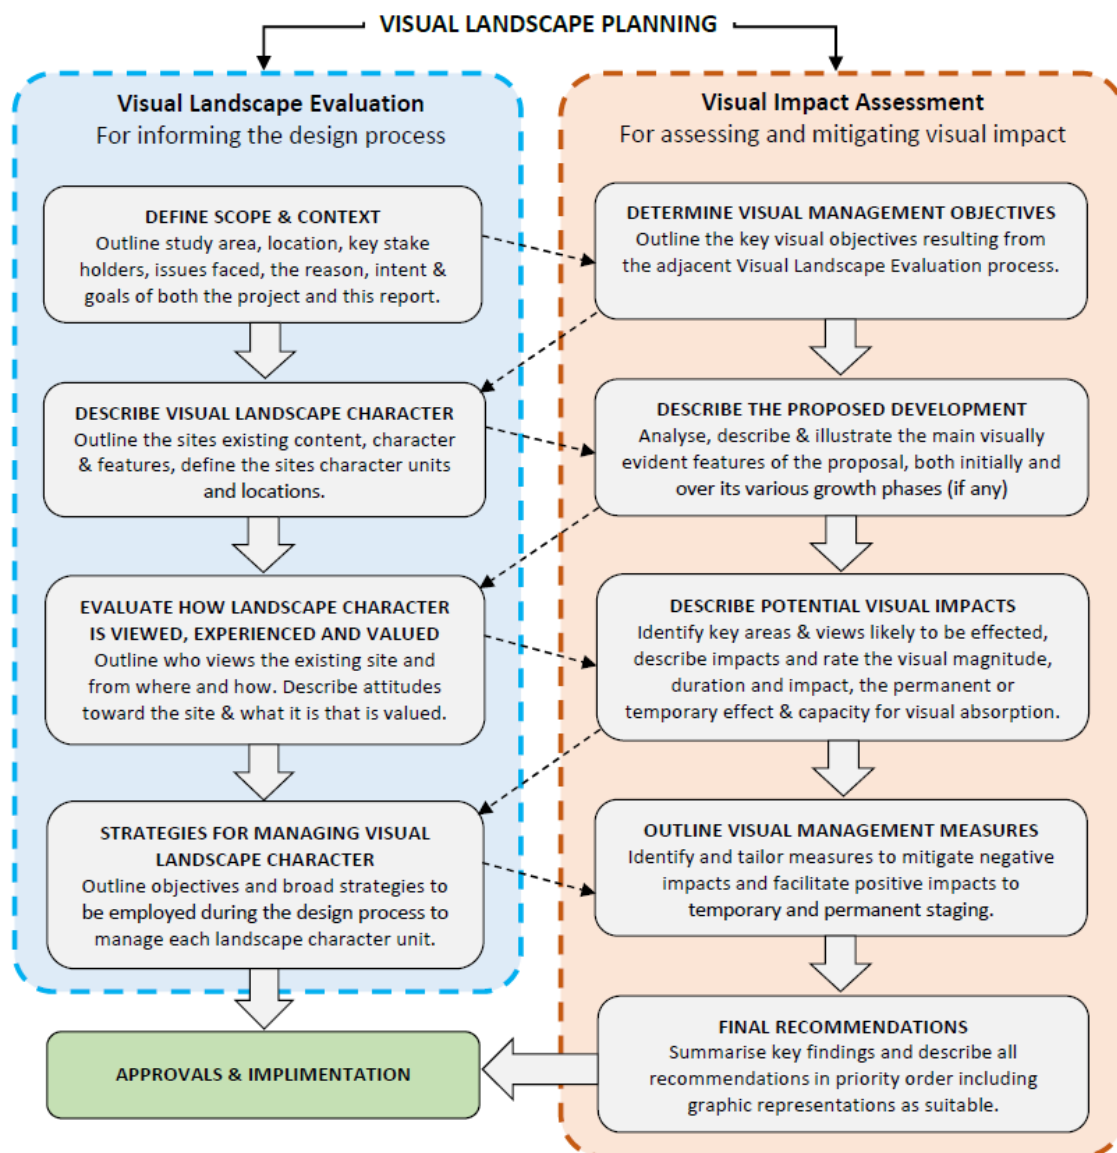 VISUAL LANDSCAPE PLANNING
Visual Landscape Evaluation
For informing the design process
DEFINE SCOPE & CONTEXT
Outline study area, location, key stake
holders, issues faced, the reason, intent &
goals of both the project and this report.
DESCRIBE VISUAL LANDSCAPE CHARACTER
Outline the sites existing content, character
& features, define the sites character units
and locations.
EVALUATE HOW LANDSCAPE CHARACTER
IS VIEWED, EXPERIENCED AND VALUED
Outline who views the existing site and
from where and how. Describe attitudes
toward the site & what it is that is valued.
STRATEGIES FOR MANAGING VISUAL
LANDSCAPE CHARACTER
Outline objectives and broad strategies to
be employed during the design process to
manage each landscape character unit.
APPROVALS & IMPLIMENTATION
Visual Impact Assessment
For assessing and mitigating visual impact
DETERMINE VISUAL MANAGEMENT OBJECTIVES
Outline the key visual objectives resulting from
the adjacent Visual Landscape Evaluation process.
DESCRIBE THE PROPOSED DEVELOPMENT
Analyse, describe & illustrate the main visually
evident features of the proposal, both initially and
over its various growth phases (if any)
DESCRIBE POTENTIAL VISUAL IMPACTS
Identify key areas & views likely to be effected,
describe impacts and rate the visual magnitude,
duration and impact, the permanent or
temporary effect & capacity for visual absorption.
OUTLINE VISUAL MANAGEMENT MEASURES
Identify and tailor measures to mitigate negative
impacts and facilitate positive impacts to
temporary and permanent staging.
FINAL RECOMMENDATIONS
Summarise key findings and describe all
recommendations in priority order including
graphic representations as suitable.